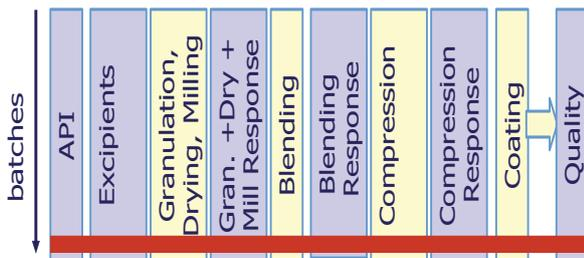 batches
API
Excipients
Granulation,
Drying, Milling
Gran. +Dry +
Mill Response
Blending
Blending
Response
Compression
Compression
Response
Coating
Quality